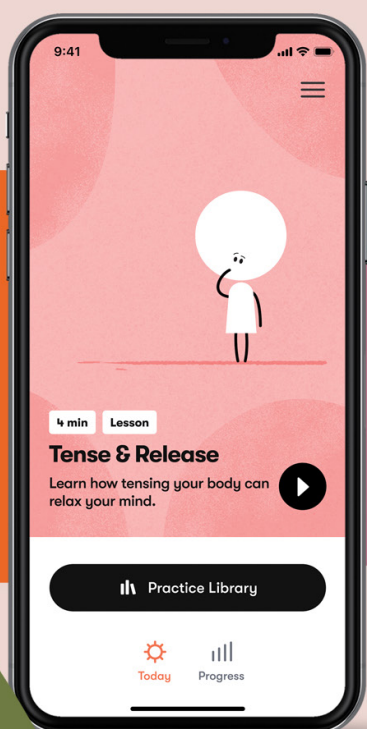 9:41
4 min
Lesson
Tense & Release
Learn how tensing your body can
relax your mind.
Practice Library
Today
Progress